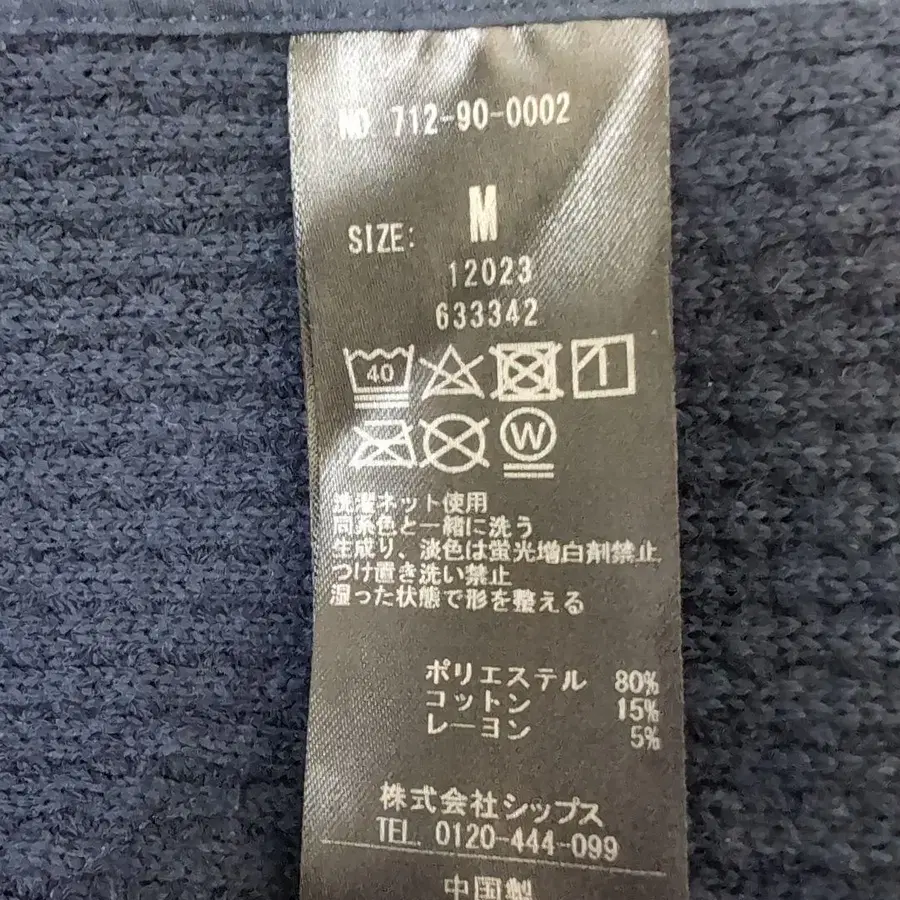 NO 712-90-0002
SIZE: M
12023
633342
40
W
洗濯ネット使用
同系色と一緒に洗う
生成り、淡色は蛍光増白剤禁止
つけ置き洗い禁止
湿った状態で形を整える
ポリエステル 80%
コットン 15%
レーヨン 5%
株式会社シップス
TEL. 0120-444-099
中国製